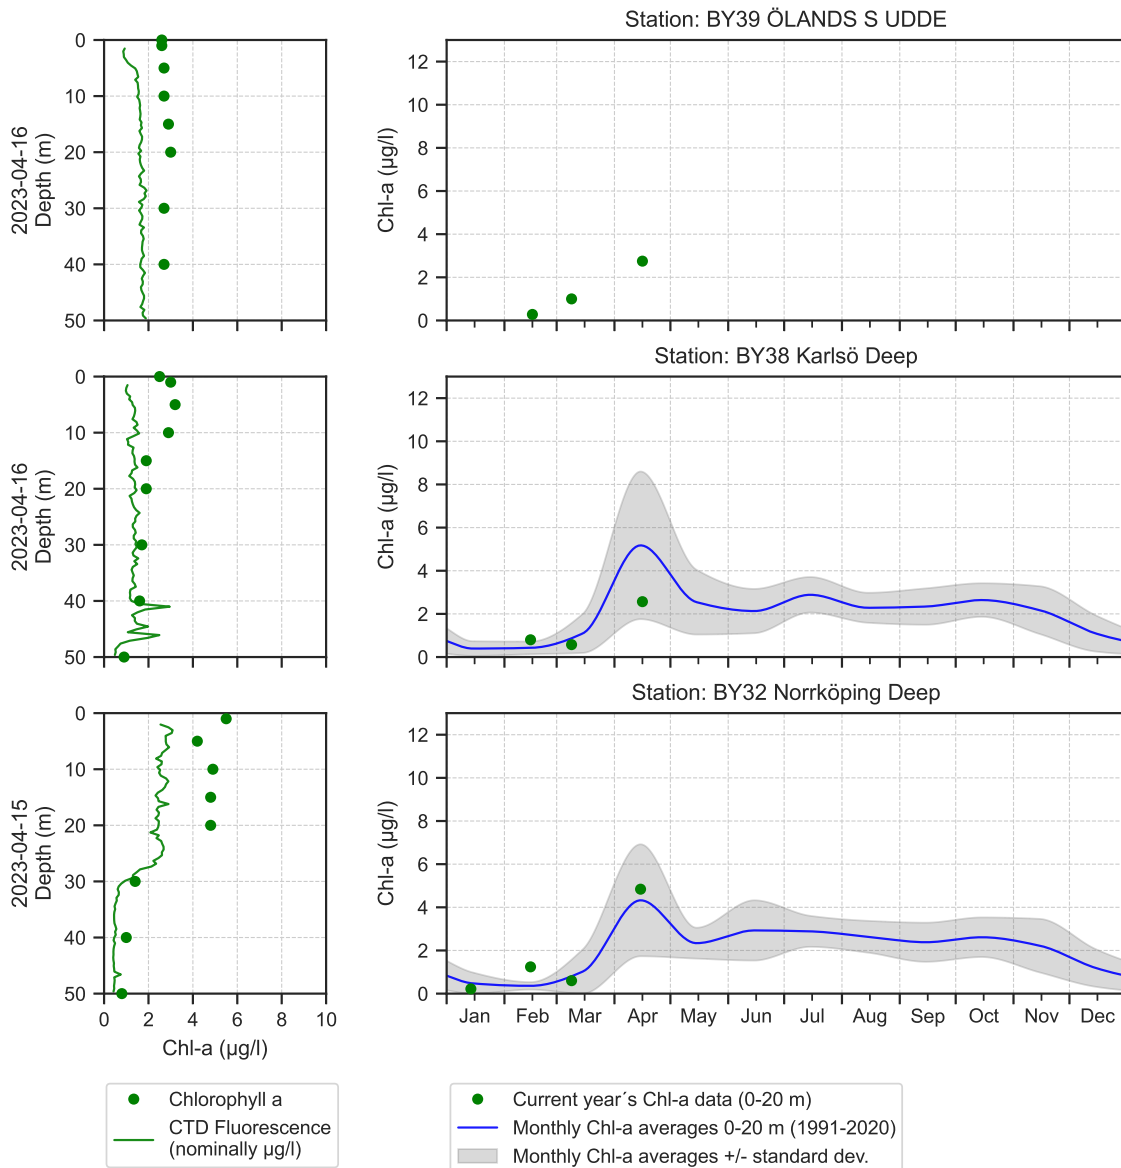 Station: BY39 ÖLANDS S UDDE
0
10
20
30
40
50
2023-04-16
Depth (m)
12
10
8
6
4
2
0
Chl-a (µg/l)
Station: BY38 Karlsö Deep
0
10
20
30
40
50
2023-04-16
Depth (m)
12
10
8
6
4
2
0
Chl-a (µg/l)
Station: BY32 Norrköping Deep
0
10
20
30
40
50
2023-04-15
Depth (m)
0 2 4 6 8 10
Chl-a (µg/l)
12
10
8
6
4
2
0
Chl-a (µg/l)
Jan Feb Mar Apr May Jun Jul Aug Sep Oct Nov Dec
Chlorophyll a
CTD Fluorescence
(nominally µg/l)
Current year´s Chl-a data (0-20 m)
Monthly Chl-a averages 0-20 m (1991-2020)
Monthly Chl-a averages +/- standard dev.